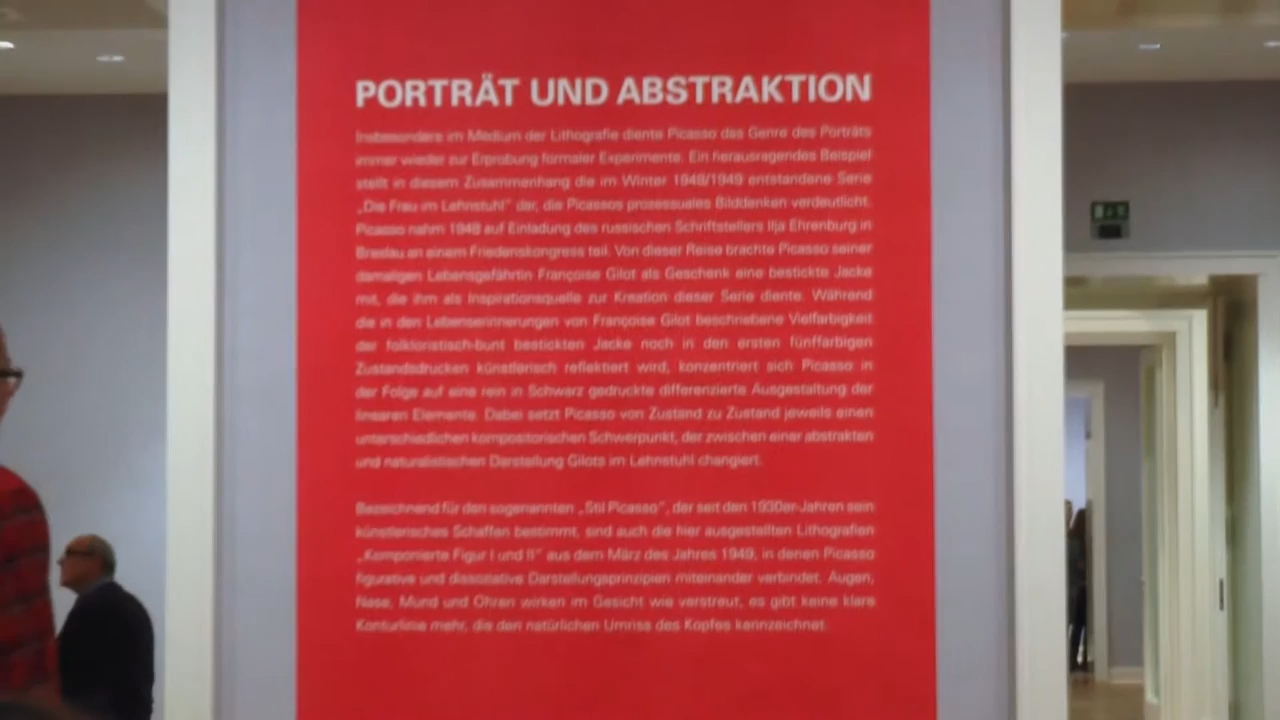 PORTRÄT UND ABSTRAKTION
Insbesondere im Medium der Lithografie diente Picasso das Genre des Porträts
immer wieder zur Erprobung formaler Experimente. Ein herausragendes Beispiel
stellt in diesem Zusammenhang die im Winter 1948/1949 entstandene Serie
„Die Frau im Lehnstuhl“ dar, die Picassos prozessuales Bilddenken verdeutlicht.
Picasso nahm 1948 auf Einladung des russischen Schriftstellers Ilja Ehrenburg in
Breslau an einem Friedenskongress teil. Von dieser Reise brachte Picasso seiner
damaligen Lebensgefährtin Françoise Gilot als Geschenk eine bestickte Jacke
mit, die ihm als Inspirationsquelle zur Kreation dieser Serie diente. Während
die in den Lebenserinnerungen von Françoise Gilot beschriebene Vielfarbigkeit
der folkloristisch-bunt bestickten Jacke noch in den ersten fünffarbigen
Zustandsdrucken künstlerisch reflektiert wird, konzentriert sich Picasso in
der Folge auf eine rein in Schwarz gedruckte differenzierte Ausgestaltung der
linearen Elemente. Dabei setzt Picasso von Zustand zu Zustand jeweils einen
unterschiedlichen kompositorischen Schwerpunkt, der zwischen einer abstrakten
und naturalistischen Darstellung Gilots im Lehnstuhl changiert.
Bezeichnend für den sogenannten „Stil Picasso“, der seit den 1930er-Jahren sein
künstlerisches Schaffen bestimmt, sind auch die hier ausgestellten Lithografien
„Komponierte Figur I und II“ aus dem März des Jahres 1949, in denen Picasso
figurative und dissoziative Darstellungsprinzipien miteinander verbindet. Augen,
Nase, Mund und Ohren wirken im Gesicht wie verstreut, es gibt keine klare
Konturlinie mehr, die den natürlichen Umriss des Kopfes kennzeichnet.